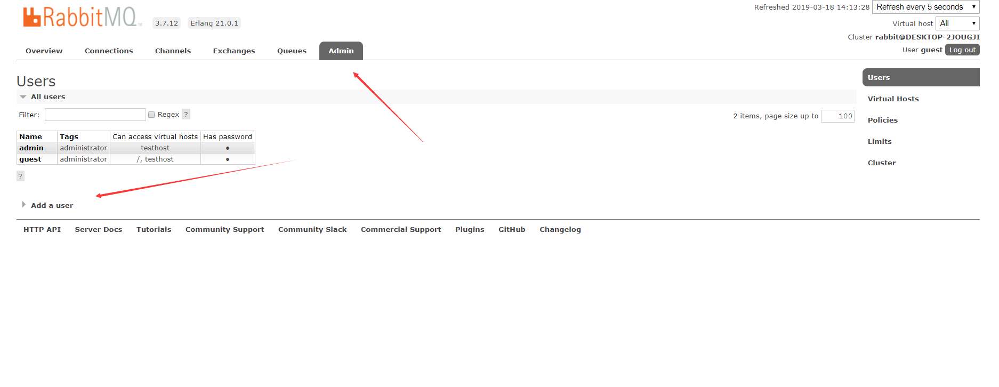 RabbitMQ TM 3.7.12 Erlang 21.0.1
Refreshed 2019-03-18 14:13:28 Refresh every 5 seconds
Virtual host All
Cluster rabbit@DESKTOP-2JOUGJI
User guest Log out
Overview Connections Channels Exchanges Queues Admin
Users
All users
Filter: Regex ?
2 items, page size up to 100
Name Tags Can access virtual hosts Has password
admin administrator testhost ●
guest administrator /, testhost ●
?
Add a user
Users
Virtual Hosts
Policies
Limits
Cluster
HTTP API Server Docs Tutorials Community Support Community Slack Commercial Support Plugins GitHub Changelog